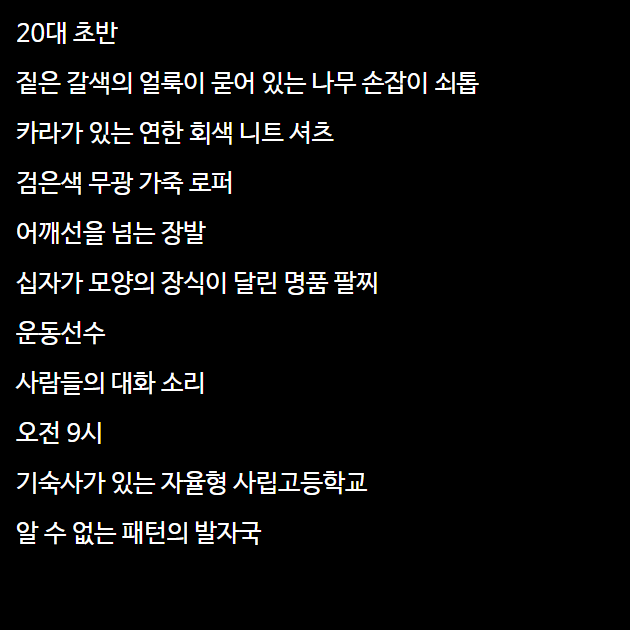 20대 초반
짙은 갈색의 얼룩이 묻어 있는 나무 손잡이 쇠톱
카라가 있는 연한 회색 니트 셔츠
검은색 무광 가죽 로퍼
어깨선을 넘는 장발
십자가 모양의 장식이 달린 명품 팔찌
운동선수
사람들의 대화 소리
오전 9시
기숙사가 있는 자율형 사립고등학교
알 수 없는 패턴의 발자국